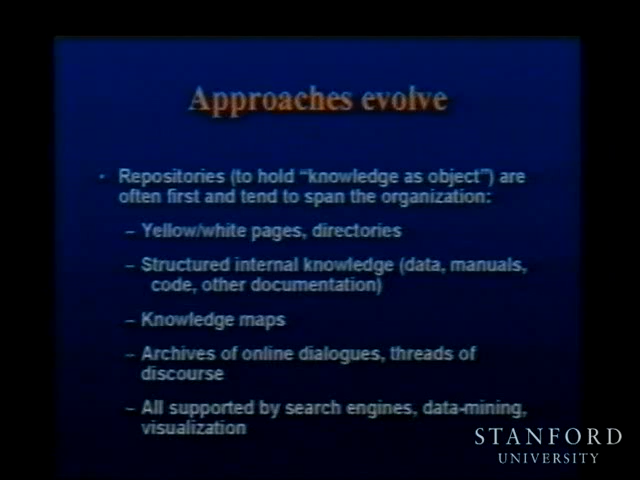 Approaches evolve
• Repositories (to hold “knowledge as object”) are
often first and tend to span the organization:
– Yellow/white pages, directories
– Structured internal knowledge (data, manuals,
code, other documentation)
– Knowledge maps
– Archives of online dialogues, threads of
discourse
– All supported by search engines, data-mining,
visualization
STANFORD
UNIVERSITY